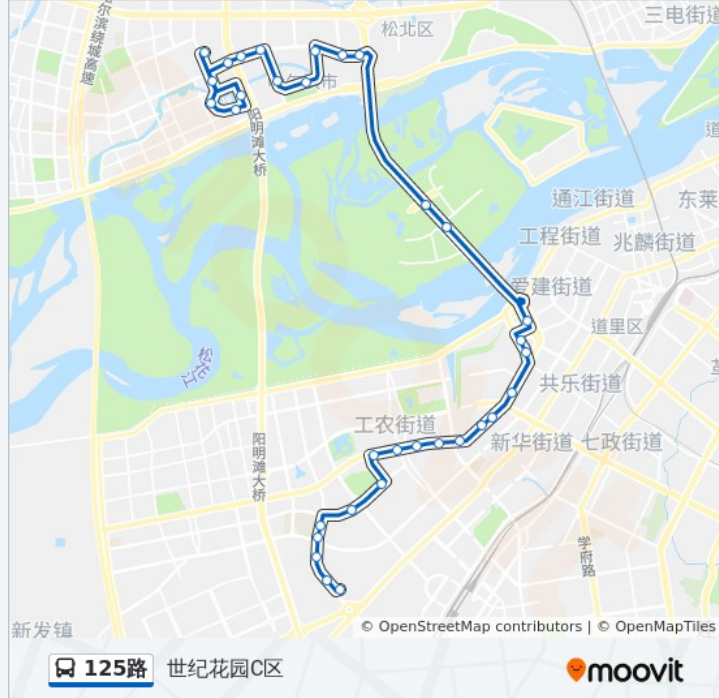 三电街道
松北区
尔滨绕城高速
尔滨市
阳明滩大桥
道
通江街道
东莱
工程街道
兆麟街道
爱建街道
道里区
松花江
共乐街道
工农街道
新华街道
七政街道
阳明滩大桥
学府路
新发镇
© OpenStreetMap contributors | © OpenMapTiles
125路
世纪花园C区
moovit